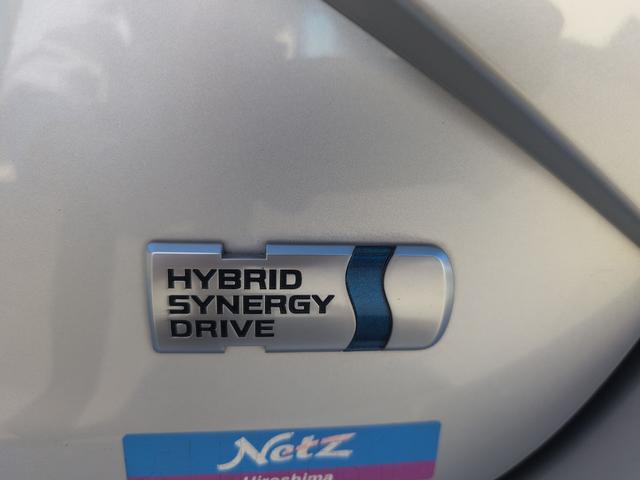 HYBRID
SYNERGY
DRIVE
Netz
Hiroshima